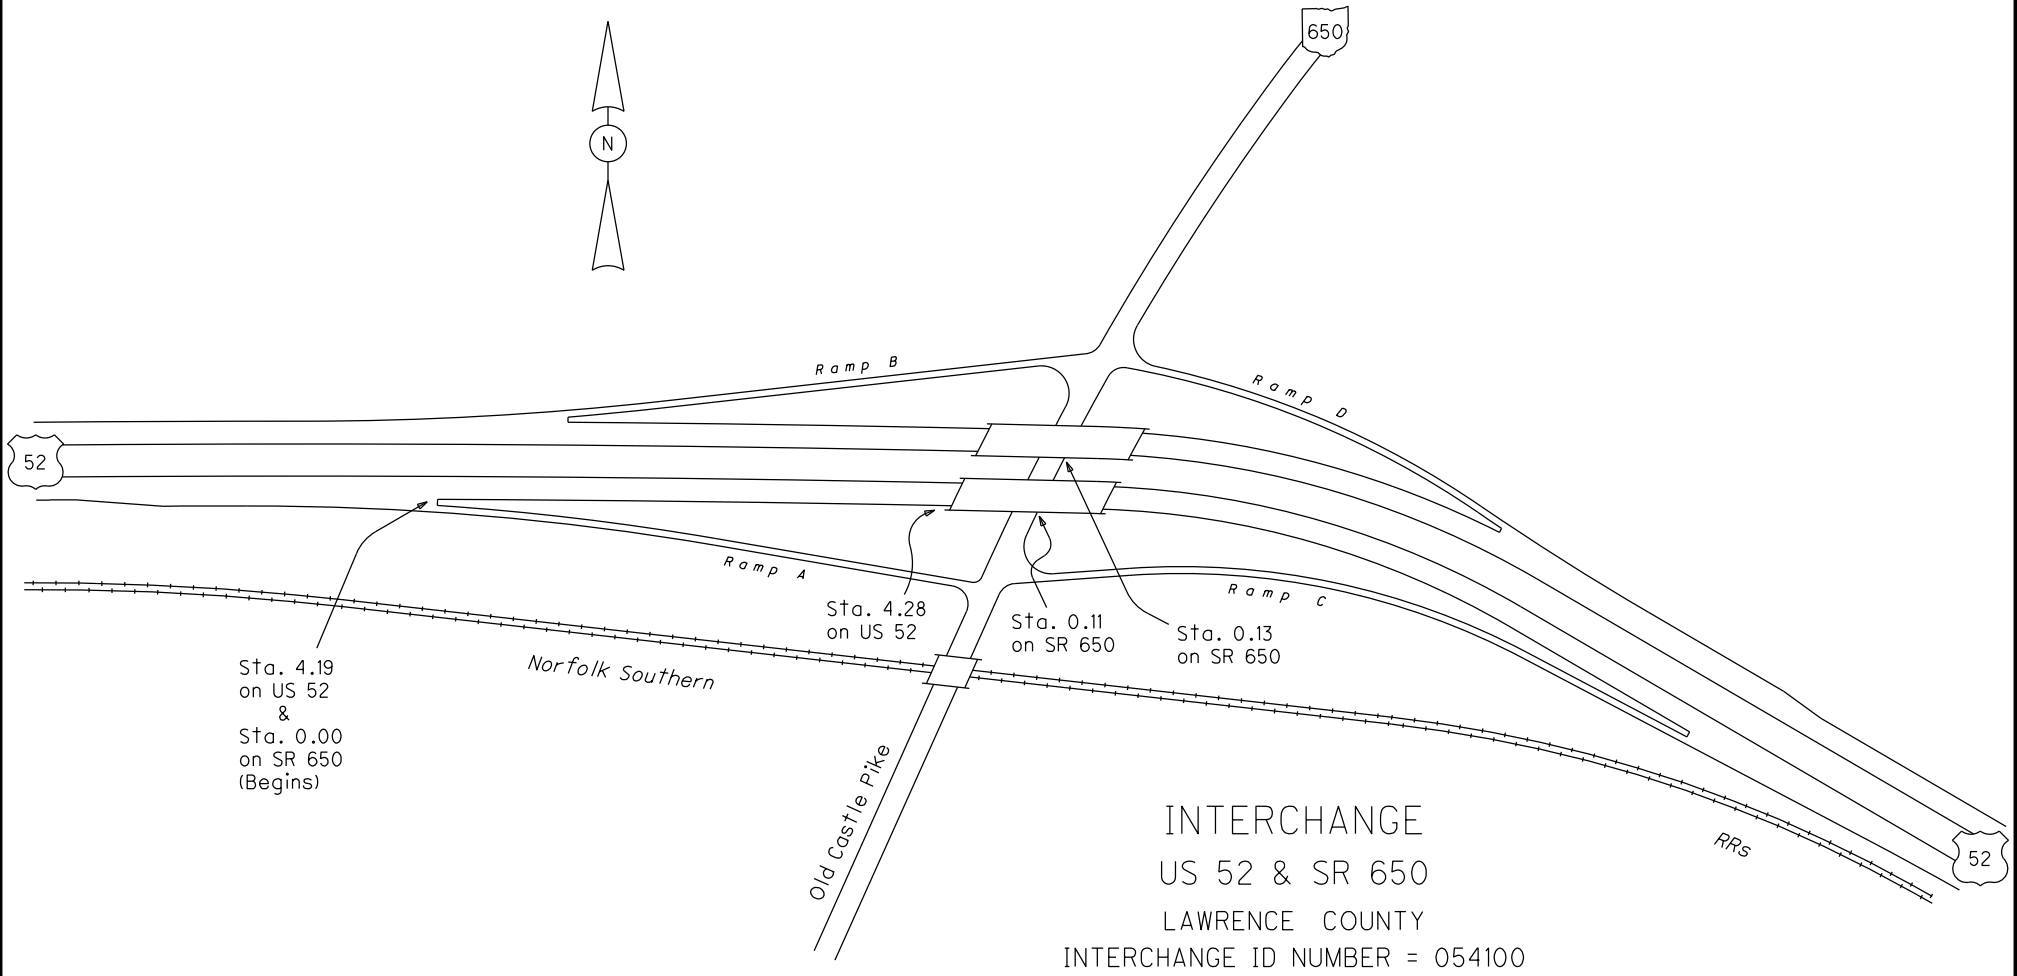 650
N
Ramp B
Ramp D
52
Ramp A
Ramp C
Sta. 4.28
on US 52
Sta. 0.11
on SR 650
Sta. 0.13
on SR 650
Sta. 4.19
on US 52
&
Sta. 0.00
on SR 650
(Begins)
Norfolk Southern
Old Castle Pike
RRs
52
INTERCHANGE
US 52 & SR 650
LAWRENCE COUNTY
INTERCHANGE ID NUMBER = 054100